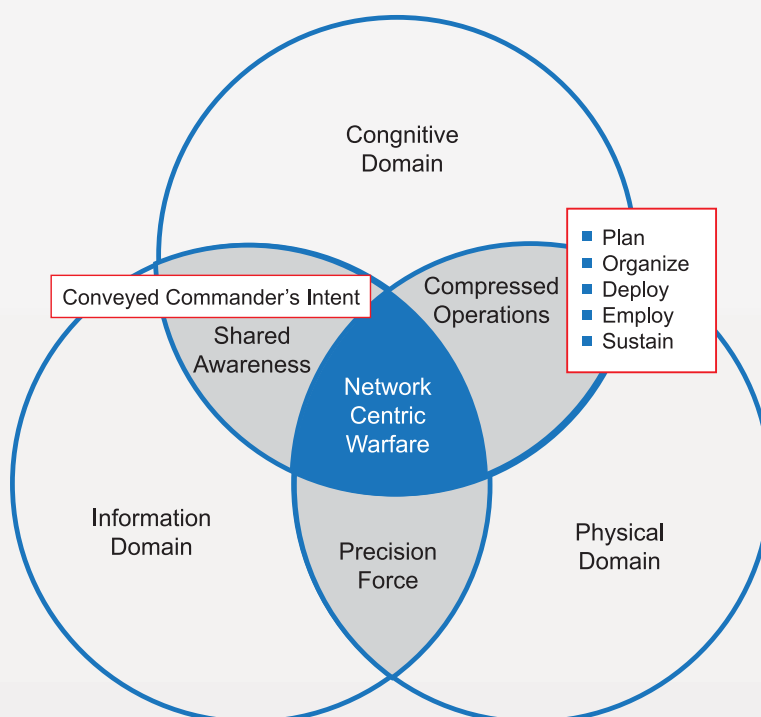 Congnitive
Domain
Plan
Organize
Deploy
Employ
Sustain
Conveyed Commander's Intent
Compressed
Operations
Shared
Awareness
Network
Centric
Warfare
Information
Domain
Precision
Force
Physical
Domain